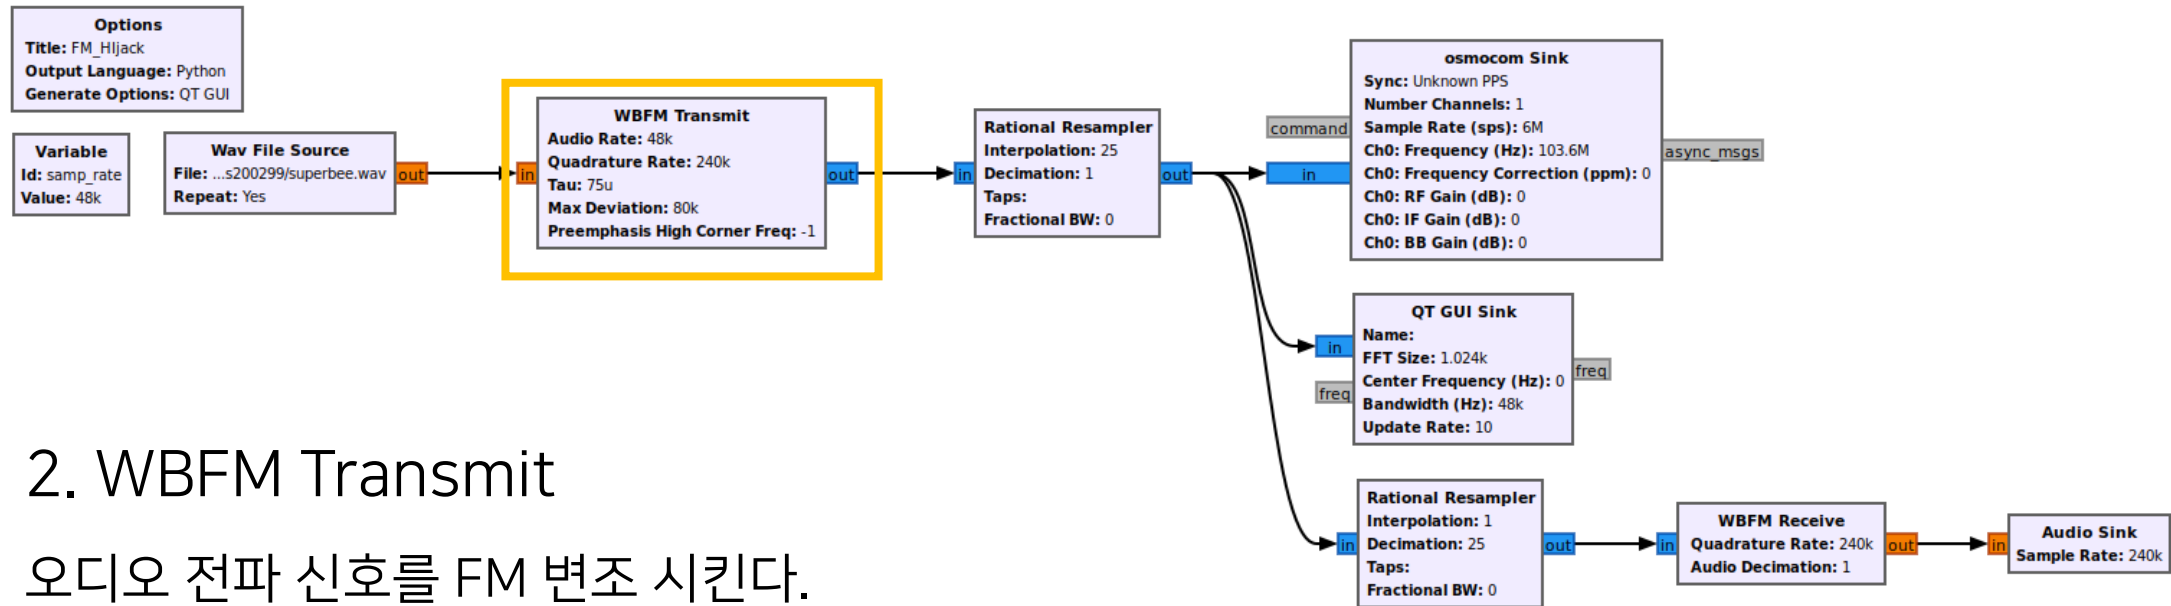 Options
Title: FM_HIjack
Output Language: Python
Generate Options: QT GUI
Variable
Id: samp_rate
Value: 48k
Wav File Source
File: ...s200299/superbee.wav
Repeat: Yes
out
in
WBFM Transmit
Audio Rate: 48k
Quadrature Rate: 240k
Tau: 75u
Max Deviation: 80k
Preemphasis High Corner Freq: -1
out
in
Rational Resampler
Interpolation: 25
Decimation: 1
Taps:
Fractional BW: 0
out
command
in
osmocom Sink
Sync: Unknown PPS
Number Channels: 1
Sample Rate (sps): 6M
Ch0: Frequency (Hz): 103.6M
Ch0: Frequency Correction (ppm): 0
Ch0: RF Gain (dB): 0
Ch0: IF Gain (dB): 0
Ch0: BB Gain (dB): 0
async_msgs
in
freq
QT GUI Sink
Name:
FFT Size: 1.024k
Center Frequency (Hz): 0
Bandwidth (Hz): 48k
Update Rate: 10
freq
in
Rational Resampler
Interpolation: 1
Decimation: 25
Taps:
Fractional BW: 0
out
in
WBFM Receive
Quadrature Rate: 240k
Audio Decimation: 1
out
in
Audio Sink
Sample Rate: 240k
2. WBFM Transmit
오디오 전파 신호를 FM 변조 시킨다.